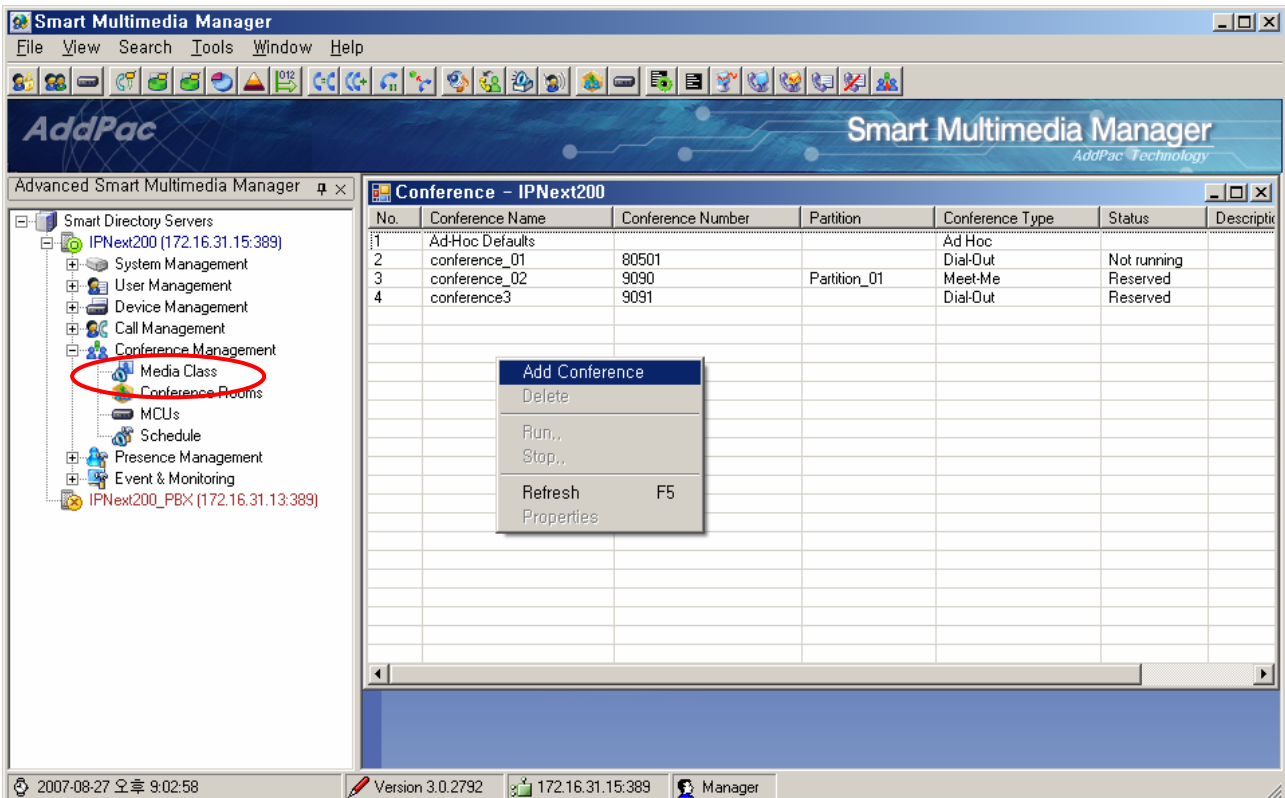 Smart Multimedia Manager
File View Search Tools Window Help
AddPac
Smart Multimedia Manager
AddPac Technology
Advanced Smart Multimedia Manager
Smart Directory Servers
IPNext200 (172.16.31.15:389)
System Management
User Management
Device Management
Call Management
Conference Management
Media Class
Conference Rooms
MCUs
Schedule
Presence Management
Event & Monitoring
IPNext200_PBX (172.16.31.13:389)
Conference - IPNext200
No. Conference Name Conference Number Partition Conference Type Status Descriptic
1 Ad-Hoc Defaults Ad Hoc
2 conference_01 80501 Dial-Out Not running
3 conference_02 9090 Partition_01 Meet-Me Reserved
4 conference3 9091 Dial-Out Reserved
Add Conference
Delete
Run,,
Stop,,
Refresh F5
Properties
2007-08-27 오후 9:02:58 Version 3.0.2792 172.16.31.15:389 Manager